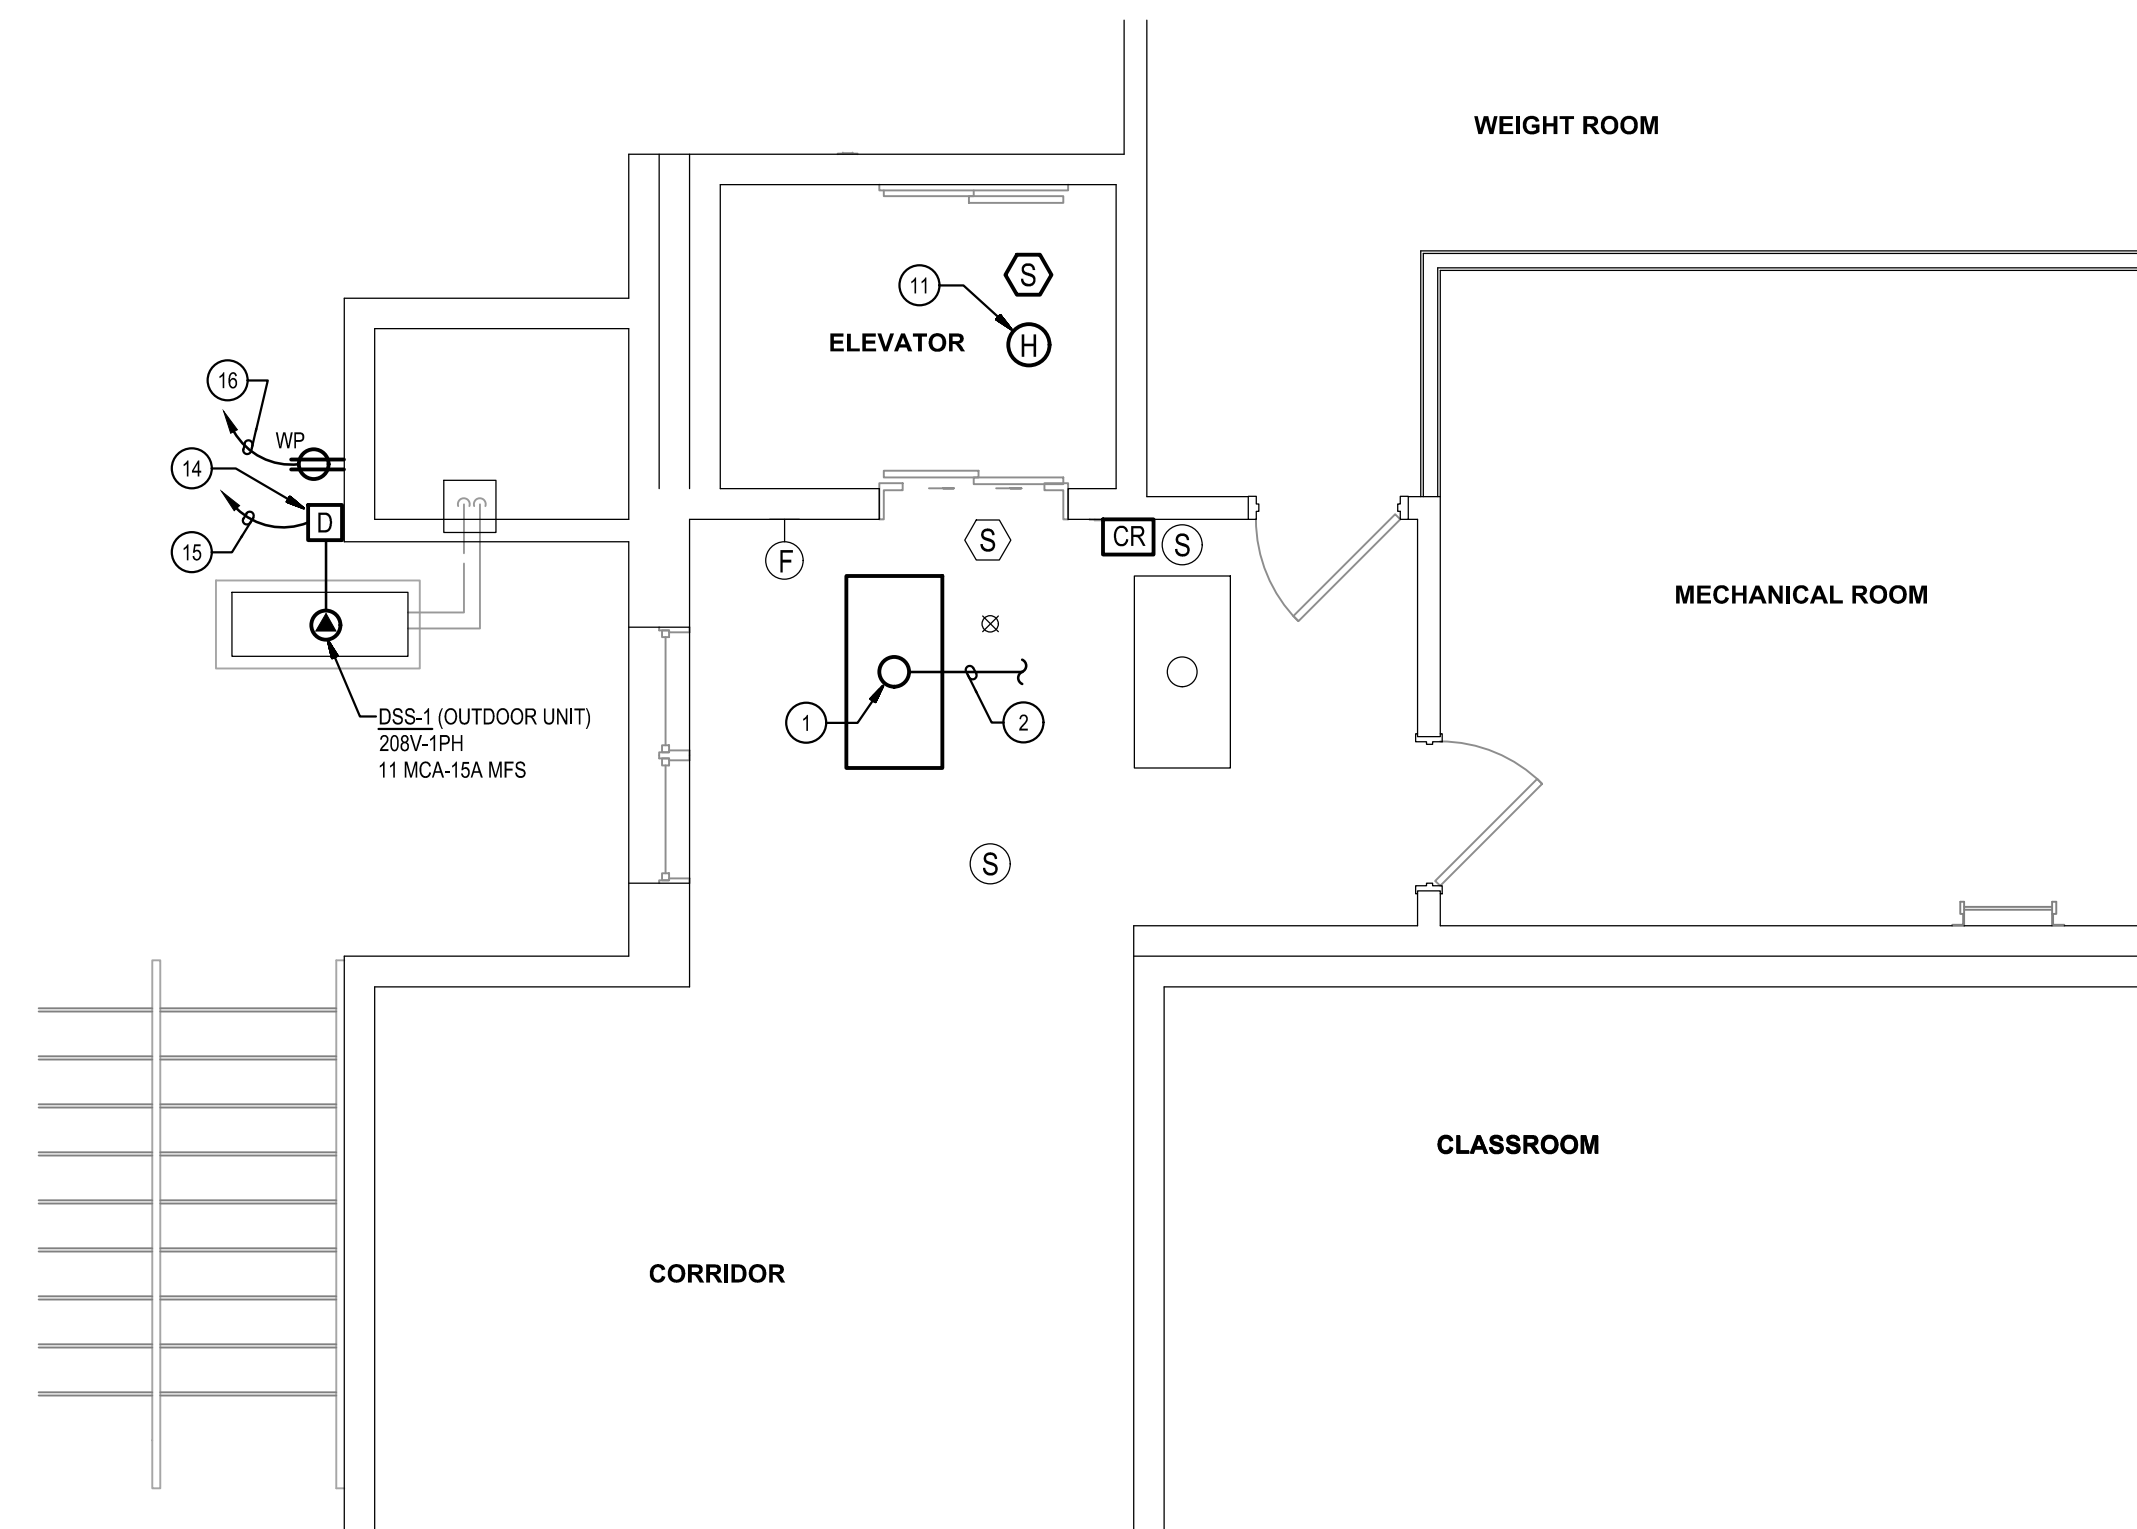 WEIGHT ROOM
S
11
ELEVATOR
H
16
WP
14
D
15
F
S
CR
S
MECHANICAL ROOM
DSS-1 (OUTDOOR UNIT)
208V-1PH
11 MCA-15A MFS
1
2
S
CLASSROOM
CORRIDOR